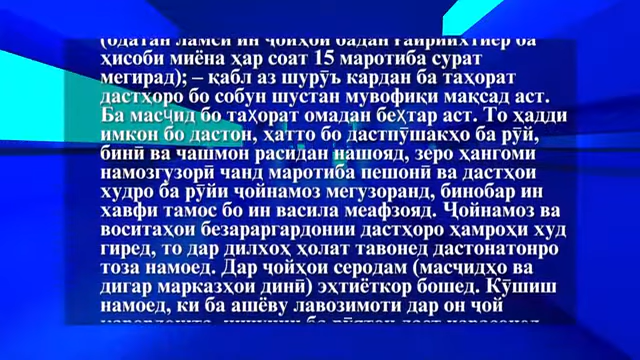 (одатан ламси ин ҷойҳои бадан ғайриихтиёр ба
ҳисоби миёна ҳар соат 15 маротиба сурат
мегирад); – қабл аз шурӯъ кардан ба таҳорат
дастҳоро бо собун шустан мувофиқи мақсад аст.
Ба масҷид бо таҳорат омадан беҳтар аст. То ҳадди
имкон бо дастон, ҳатто бо дастпӯшакҳо ба рӯй,
бинӣ ва чашмон расидан нашояд, зеро ҳангоми
намозгузорӣ чанд маротиба пешонӣ ва дастҳои
худро ба рӯйи ҷойнамоз мегузоранд, бинобар ин
хавфи тамос бо ин васила меафзояд. Ҷойнамоз ва
воситаҳои безараргардонии дастҳоро ҳамроҳи худ
гиред, то дар дилхоҳ ҳолат тавонед дастонатонро
тоза намоед. Дар ҷойҳои серодам (масҷидҳо ва
дигар марказҳои динӣ) эҳтиёткор бошед. Кӯшиш
намоед, ки ба ашёву лавозимоти дар он ҷой